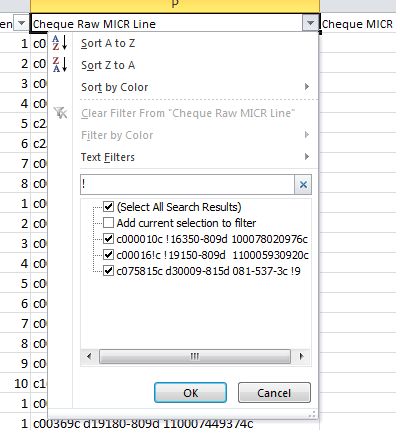 P
en Cheque Raw MICR Line Cheque MICR
1 c0
2 c0
3 c0
4 c0
5 c2
6 c2
7 c0
8 c0
1 c0
2 c0
3 c0
4 c0
5 c0
6 c0
7 c0
8 c0
9 c0
10 c1
1 c0
1 c00369c d19180-809d 110007449374c
Sort A to Z
Sort Z to A
Sort by Color
Clear Filter From "Cheque Raw MICR Line"
Filter by Color
Text Filters
!
(Select All Search Results)
Add current selection to filter
c000010c !16350-809d 100078020976c
c00016!c !19150-809d 110005930920c
c075815c d30009-815d 081-537-3c !9
OK Cancel